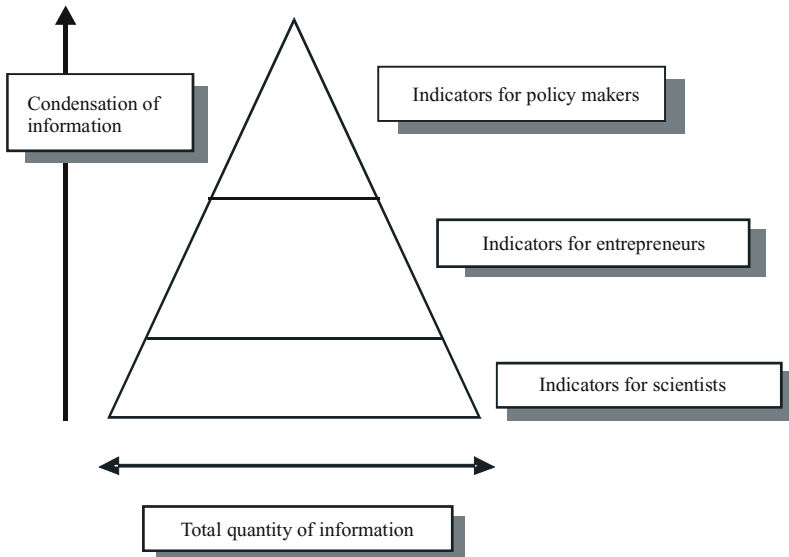 Condensation of
information
Indicators for policy makers
Indicators for entrepreneurs
Indicators for scientists
Total quantity of information